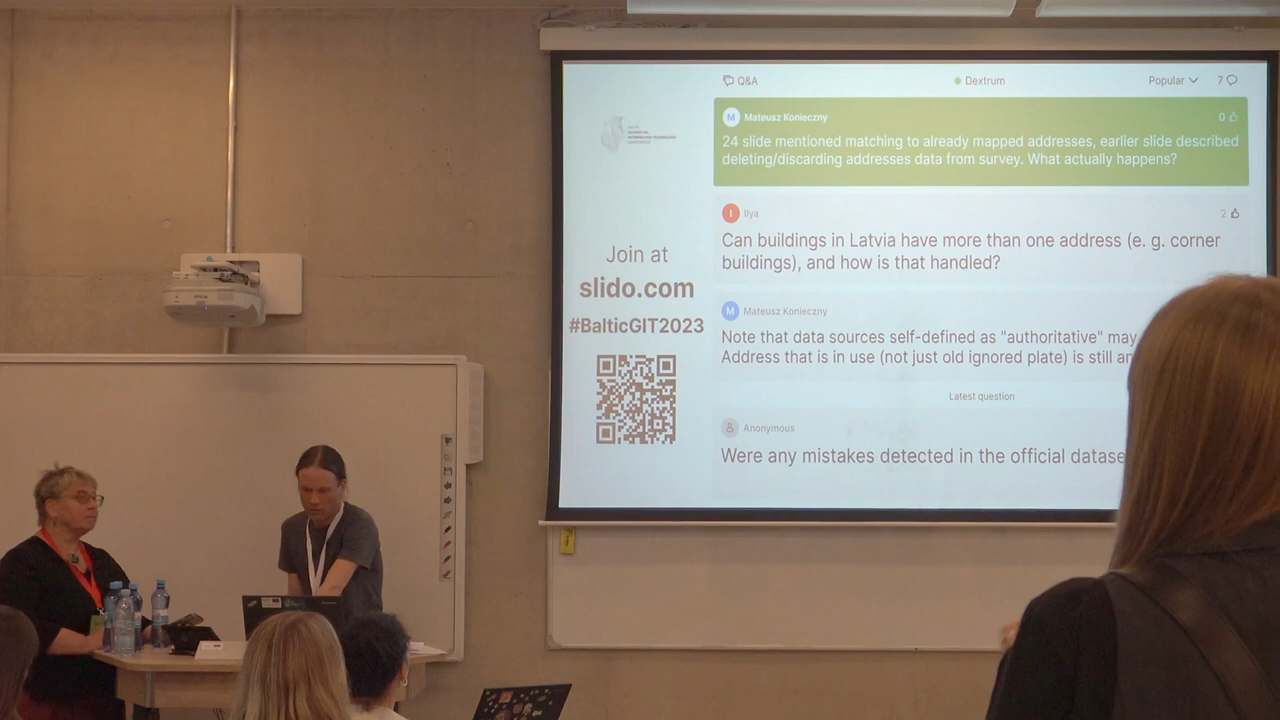 Q&A
Dextrum
Popular
7
M Mateusz Konieczny
0
24 slide mentioned matching to already mapped addresses, earlier slide described
deleting/discarding addresses data from survey. What actually happens?
I Ilya
2
Can buildings in Latvia have more than one address (e. g. corner
buildings), and how is that handled?
M Mateusz Konieczny
Note that data sources self-defined as "authoritative" may
Address that is in use (not just old ignored plate) is still
Latest question
Anonymous
Were any mistakes detected in the official
Join at
slido.com
#BalticGIT2023
EPSON